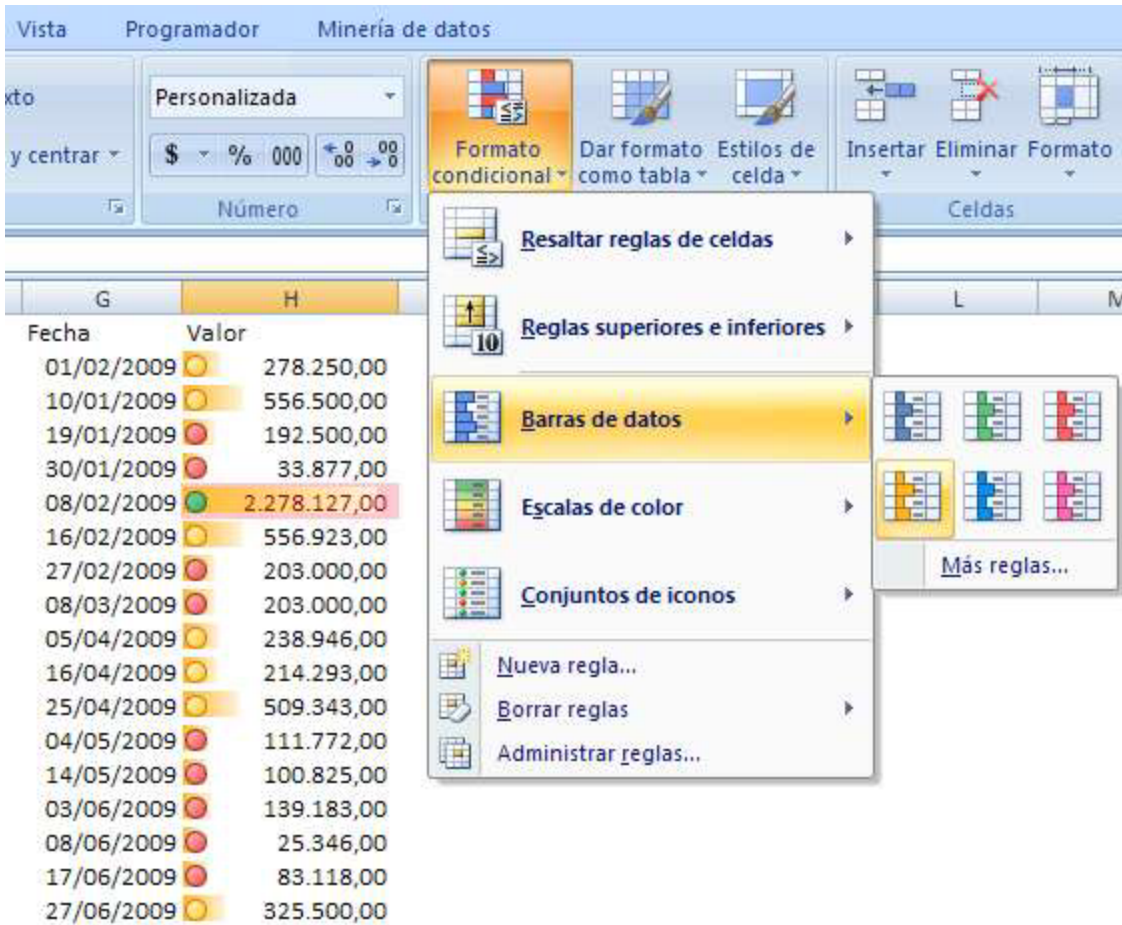 Vista Programador Minería de datos
xto Personalizada
y centrar $ % 000
Número
Formato condicional
Dar formato como tabla
Estilos de celda
Insertar Eliminar Formato
Celdas
Resaltar reglas de celdas
Reglas superiores e inferiores
10
Barras de datos
Escalas de color
Conjuntos de iconos
Nueva regla...
Borrar reglas
Administrar reglas...
Más reglas...
G H L M
Fecha Valor
01/02/2009 278.250,00
10/01/2009 556.500,00
19/01/2009 192.500,00
30/01/2009 33.877,00
08/02/2009 2.278.127,00
16/02/2009 556.923,00
27/02/2009 203.000,00
08/03/2009 203.000,00
05/04/2009 238.946,00
16/04/2009 214.293,00
25/04/2009 509.343,00
04/05/2009 111.772,00
14/05/2009 100.825,00
03/06/2009 139.183,00
08/06/2009 25.346,00
17/06/2009 83.118,00
27/06/2009 325.500,00